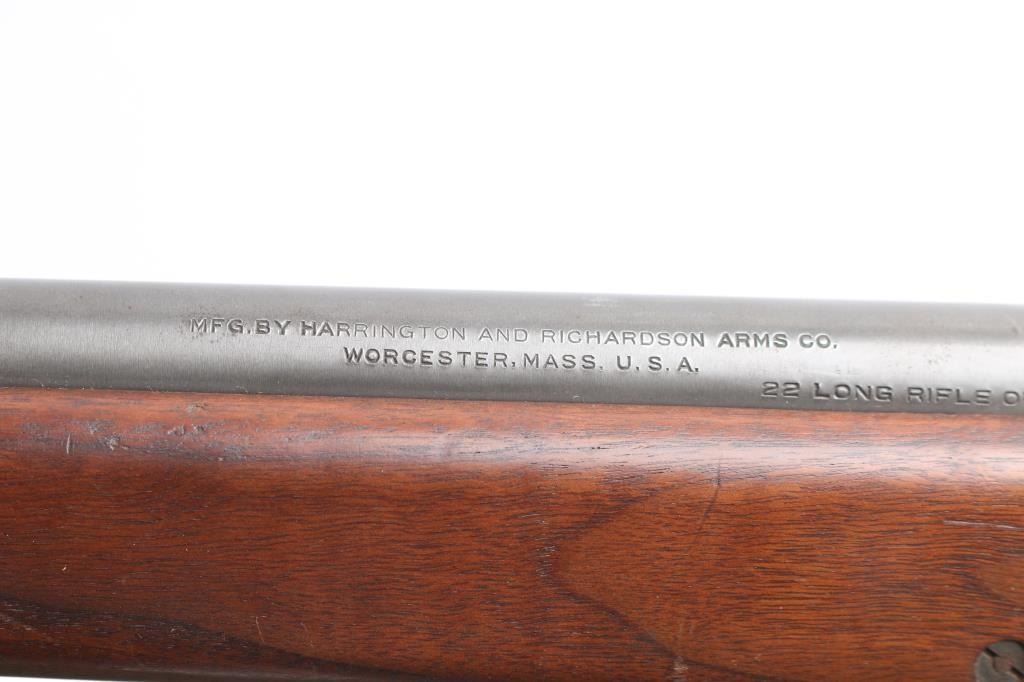 MFG. BY HARRINGTON AND RICHARDSON ARMS CO.
WORCESTER, MASS. U.S.A.
22 LONG RIFLE